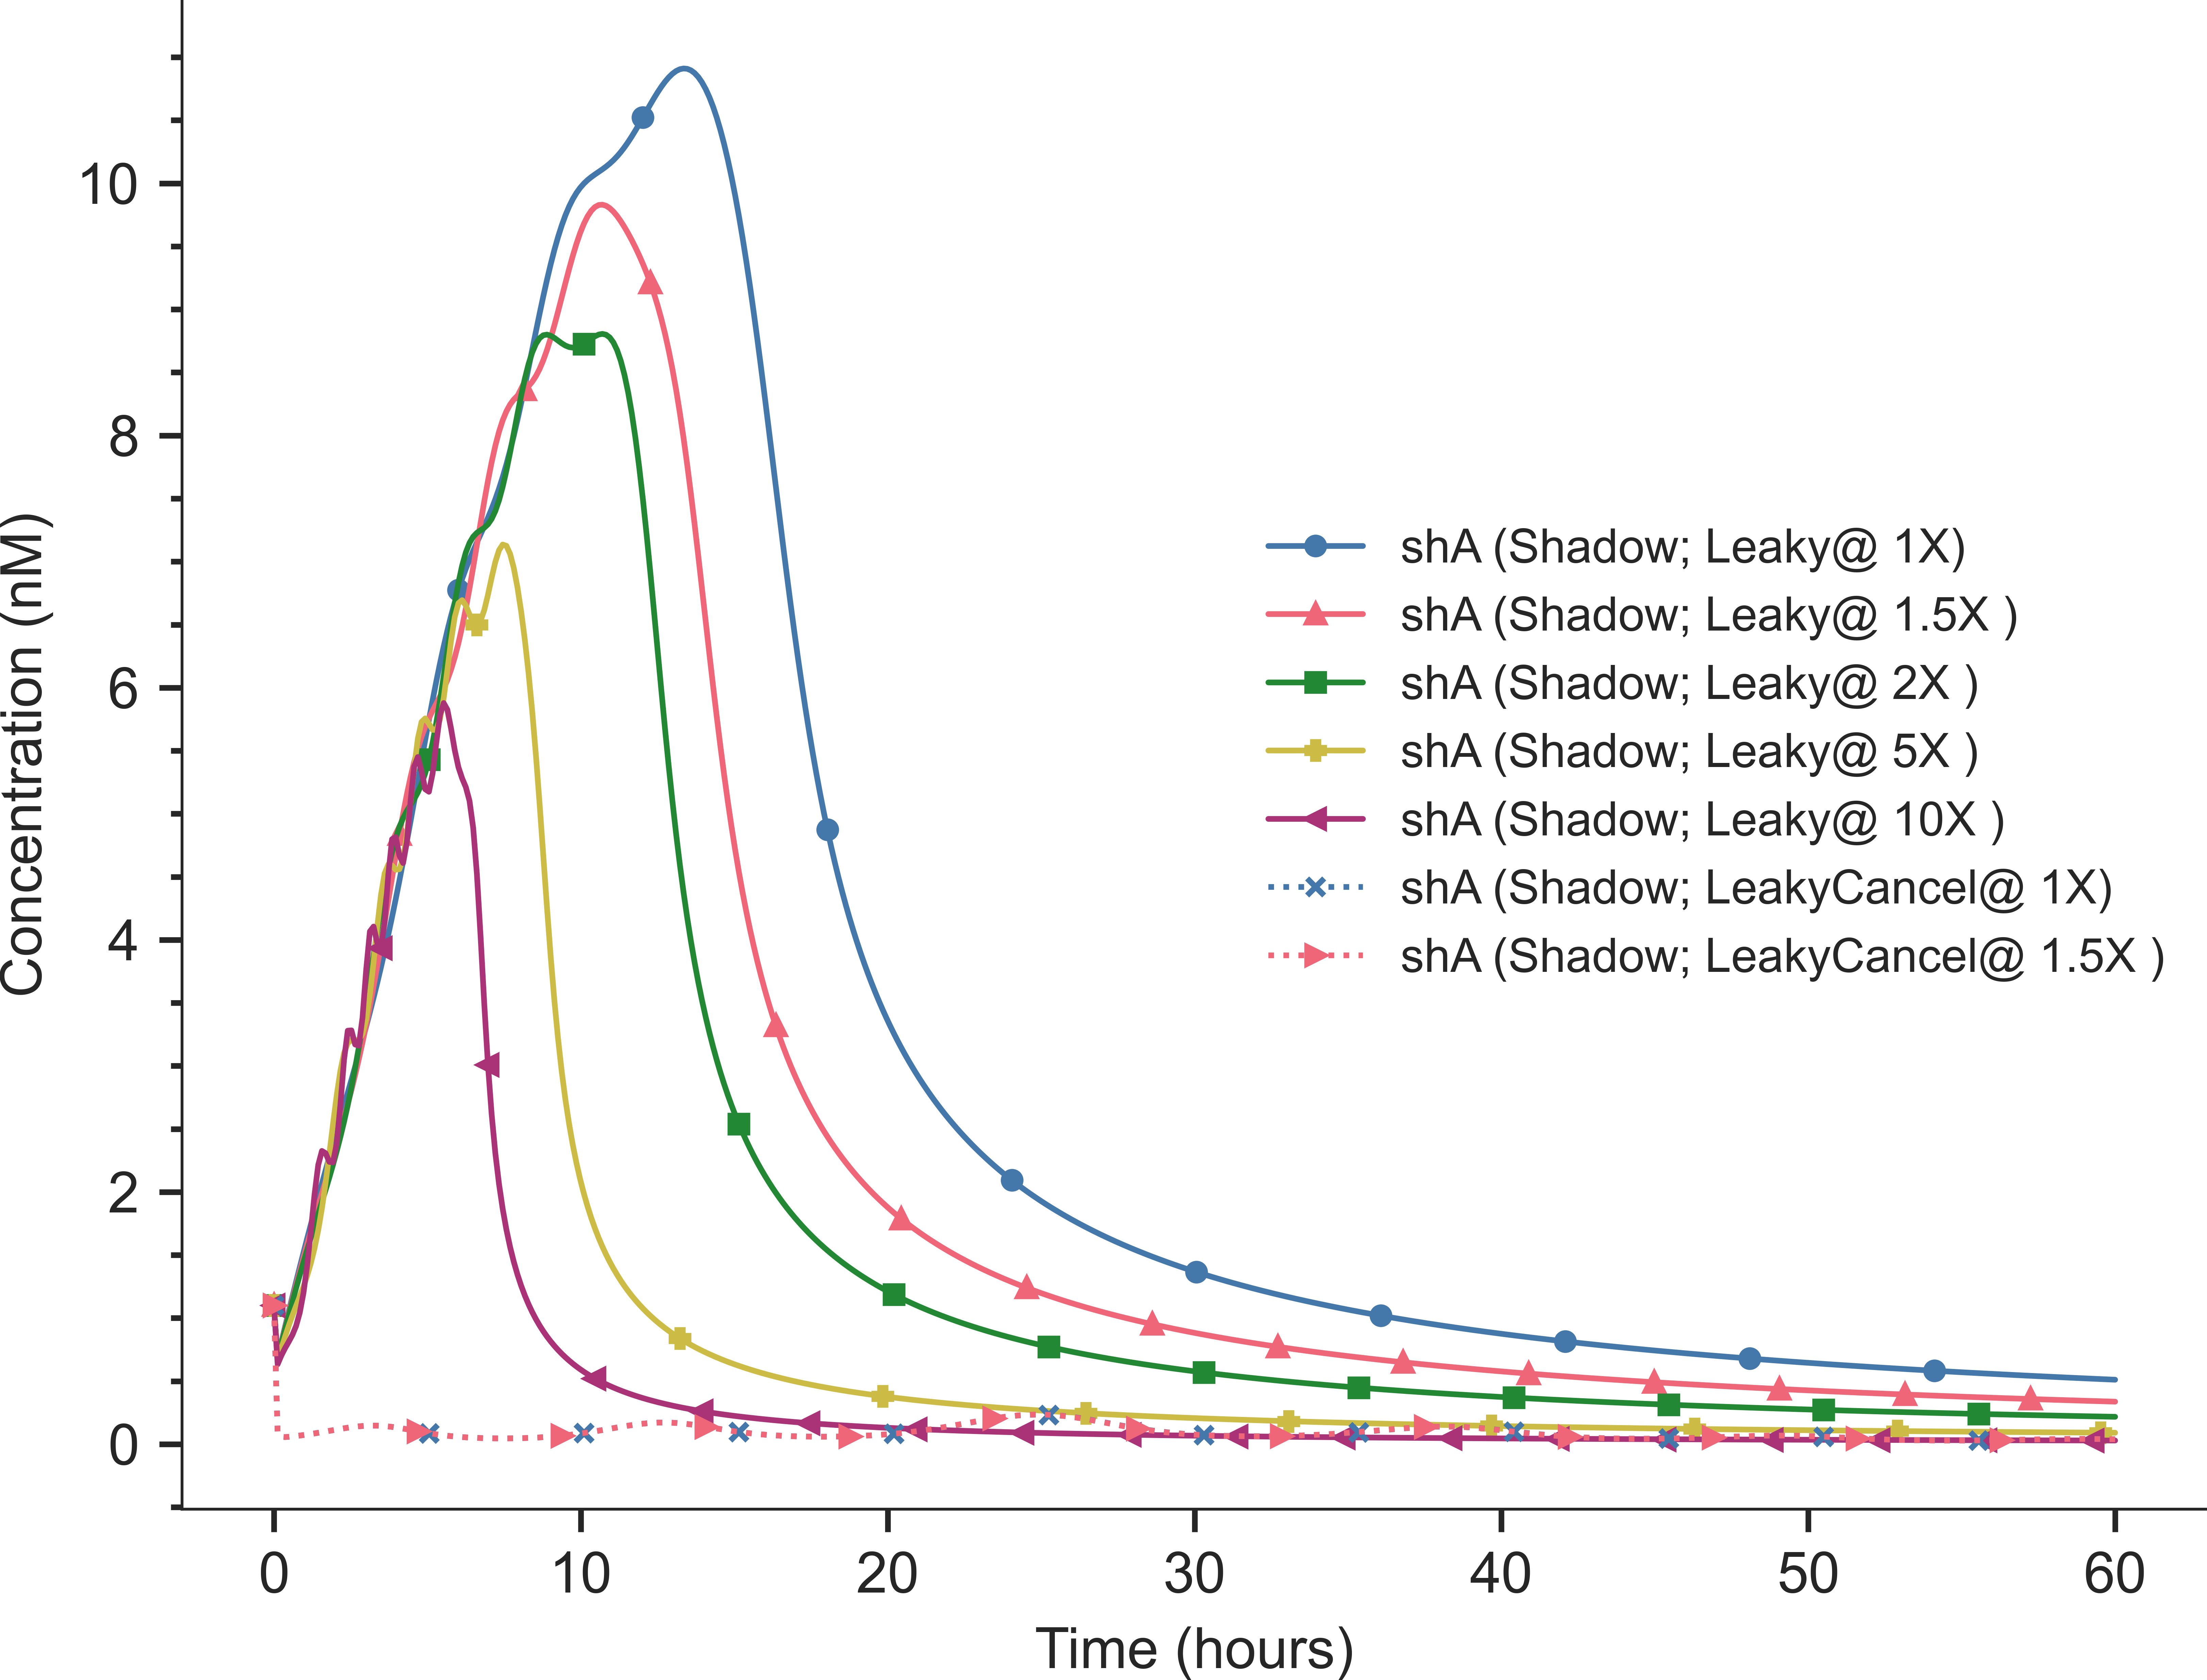 Concentration (nM)
10
8
6
4
2
0
shA (Shadow; Leaky@ 1X)
shA (Shadow; Leaky@ 1.5X )
shA (Shadow; Leaky@ 2X )
shA (Shadow; Leaky@ 5X )
shA (Shadow; Leaky@ 10X )
shA (Shadow; LeakyCancel@ 1X)
shA (Shadow; LeakyCancel@ 1.5X )
0 10 20 30 40 50 60
Time (hours)